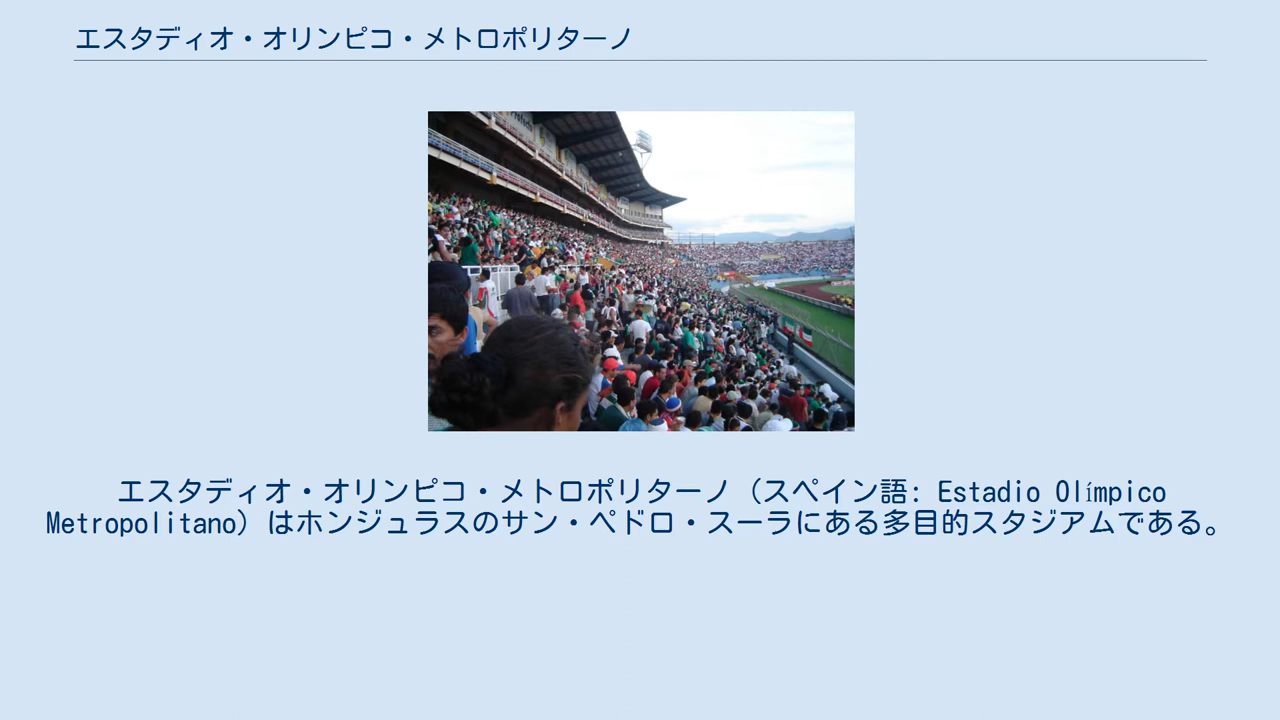 エスタディオ・オリンピコ・メトロポリターノ
エスタディオ・オリンピコ・メトロポリターノ（スペイン語: Estadio Olímpico
Metropolitano）はホンジュラスのサン・ペドロ・スーラにある多目的スタジアムである。